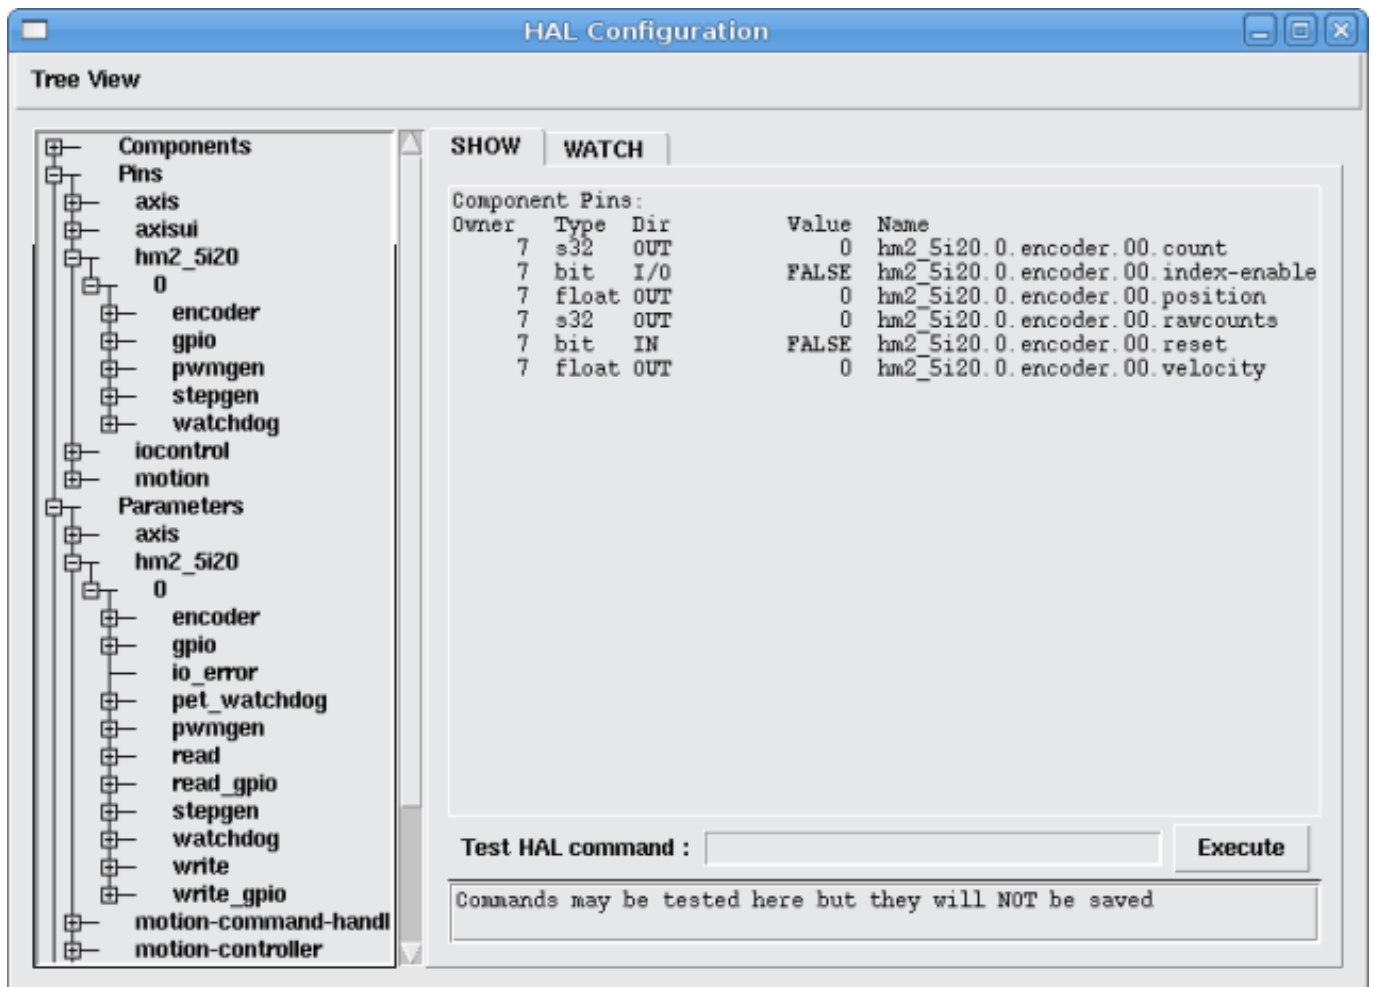 HAL Configuration
Tree View
Components
Pins
axis
axisui
hm2_5i20
0
encoder
gpio
pwmgen
stepgen
watchdog
iocontrol
motion
Parameters
axis
hm2_5i20
0
encoder
gpio
io_error
pet_watchdog
pwmgen
read
read_gpio
stepgen
watchdog
write
write_gpio
motion-command-handl
motion-controller
SHOW WATCH
Component Pins:
Owner Type Dir Value Name
7 s32 OUT 0 hm2_5i20.0.encoder.00.count
7 bit I/O FALSE hm2_5i20.0.encoder.00.index-enable
7 float OUT 0 hm2_5i20.0.encoder.00.position
7 s32 OUT 0 hm2_5i20.0.encoder.00.rawcounts
7 bit IN FALSE hm2_5i20.0.encoder.00.reset
7 float OUT 0 hm2_5i20.0.encoder.00.velocity
Test HAL command : Execute
Commands may be tested here but they will NOT be saved